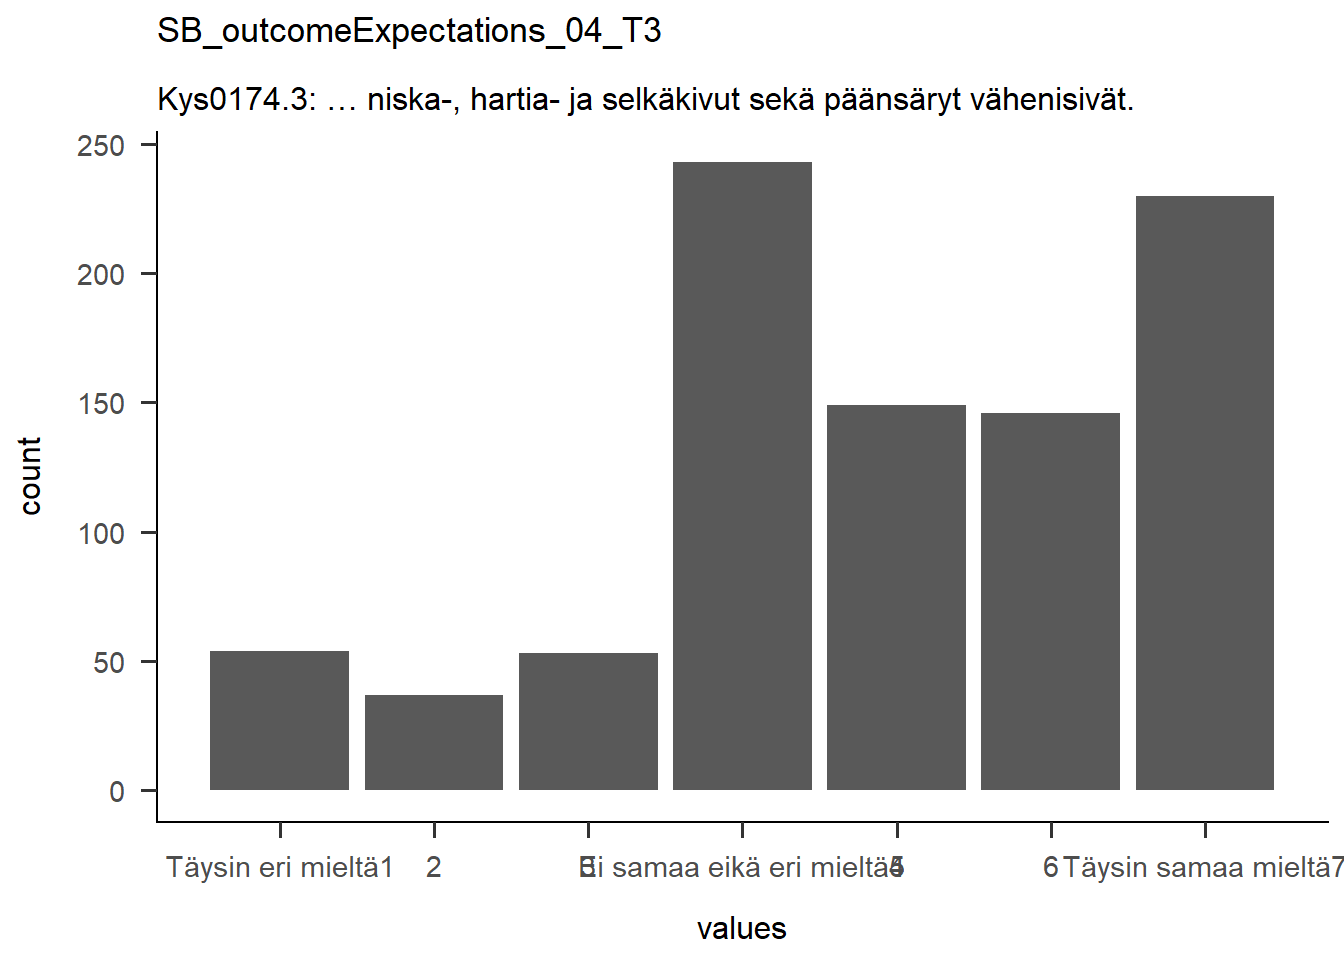 SB_outcomeExpectations_04_T3
Kys0174.3: … niska-, hartia- ja selkäkivut sekä päänsäryt vähenisivät.
250
200
150
100
50
0
count
Täysin eri mieltä1 2 3 Ei samaa eikä eri mieltä4 5 6 Täysin samaa mieltä7
values